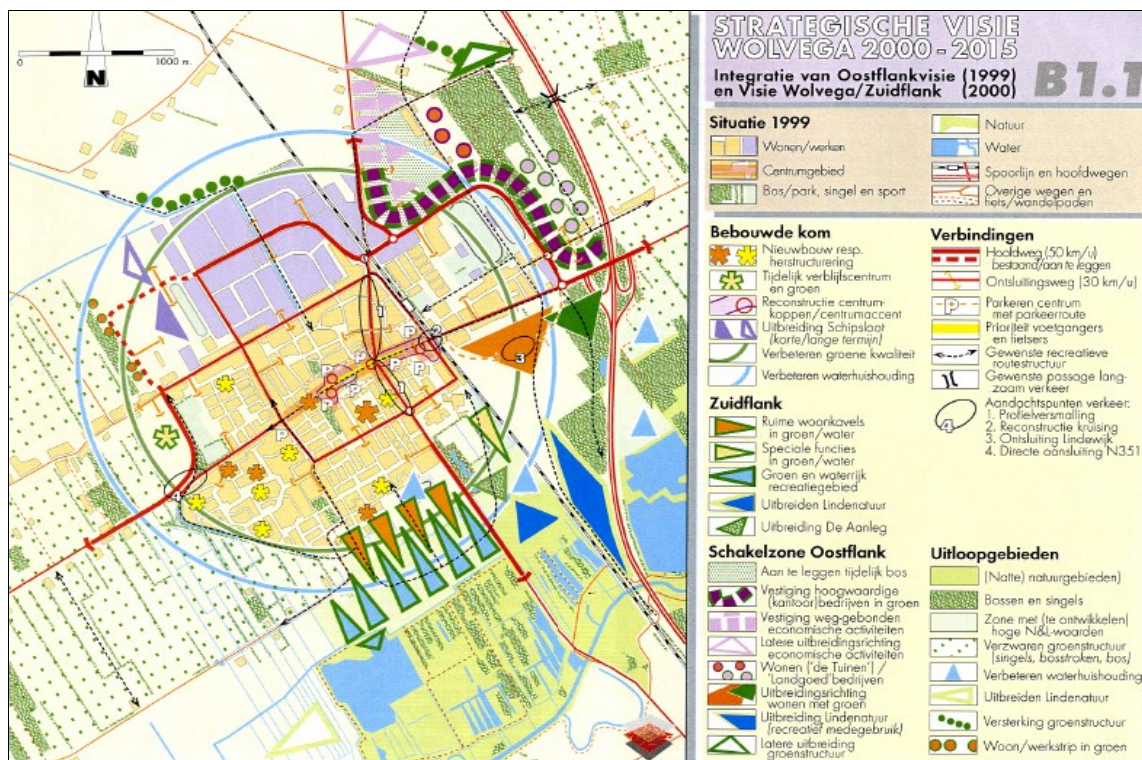 0 1000 m.
N
1
1
2
3
4
P
P
P
P
P
P
P
STRATEGISCHE VISIE
WOLVEGA 2000 - 2015
Integratie van Oostflankvisie (1999)
en Visie Wolvega/Zuidflank (2000)
B1.1
Situatie 1999
Wonen/werken
Centrumgebied
Bos/park, singel en sport
Natuur
Water
Spoorlijn en hoofdwegen
Overige wegen en
fiets/wandelpaden
Bebouwde kom
Nieuwbouw resp.
herstructurering
Tijdelijk verblijfscentrum
en groen
Reconstructie centrum-
koppen/centrumaccent
Uitbreiding Schipsloot
(korte/lange termijn)
Verbeteren groene kwaliteit
Verbeteren waterhuishouding
Zuidflank
Ruime woonkavels
in groen/water
Speciale functies
in groen/water
Groen en waterrijk
recreatiegebied
Uitbreiden Lindenatuur
Uitbreiding De Aanleg
Schakelzone Oostflank
Aan te leggen tijdelijk bos
Vestiging hoogwaardige
(kantoor)bedrijven in groen
Vestiging weg-gebonden
economische activiteiten
Latere uitbreidingsrichting
economische activiteiten
Wonen ('de Tuinen') /
'Landgoed'bedrijven
Uitbreidingsrichting
wonen met groen
Uitbreiding Lindenatuur
(recreatief medegebruik)
Latere uitbreiding
groenstructuur
Verbindingen
Hoofdweg (50 km/u)
bestaand/aan te leggen
Ontsluitingsweg (30 km/u)
P
Parkeren centrum
met parkeerroute
Prioriteit voetgangers
en fietsers
Gewenste recreatieve
routestructuur
Gewenste passage lang-
zaam verkeer
4
Aandachtspunten verkeer:
1. Profielversmalling
2. Reconstructie kruising
3. Ontsluiting Lindewijk
4. Directe aansluiting N351
Uitloopgebieden
(Natte) natuurgebieden)
Bossen en singels
Zone met (te ontwikkelen)
hoge N&L-waarden
Verzwaren groenstructuur
(singels, bosstroken, bos)
Verbeteren waterhuishouding
Uitbreiden Lindenatuur
Versterking groenstructuur
Woon/werkstrip in groen